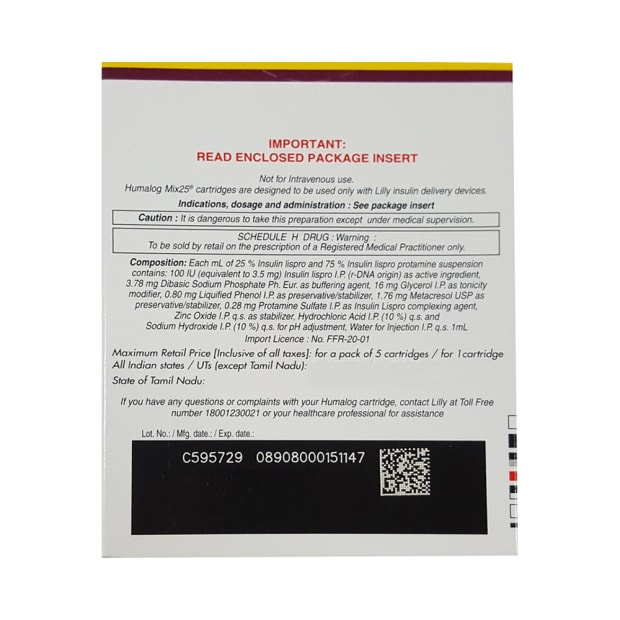 IMPORTANT:
READ ENCLOSED PACKAGE INSERT
Not for Intravenous use.
Humalog Mix25® cartridges are designed to be used only with Lilly insulin delivery devices.
Indications, dosage and administration : See package insert
Caution : It is dangerous to take this preparation except under medical supervision.
SCHEDULE H DRUG : Warning :
To be sold by retail on the prescription of a Registered Medical Practitioner only.
Composition: Each mL of 25 % Insulin lispro and 75 % Insulin lispro protamine suspension
contains: 100 IU (equivalent to 3.5 mg) Insulin lispro I.P. (r-DNA origin) as active ingredient,
3.78 mg Dibasic Sodium Phosphate Ph. Eur. as buffering agent, 16 mg Glycerol I.P. as tonicity
modifier, 0.80 mg Liquified Phenol I.P. as preservative/stabilizer, 1.76 mg Metacresol USP as
preservative/stabilizer, 0.28 mg Protamine Sulfate I.P. as Insulin Lispro complexing agent,
Zinc Oxide I.P. q.s. as stabilizer, Hydrochloric Acid I.P. (10 %) q.s. and
Sodium Hydroxide I.P. (10 %) q.s. for pH adjustment, Water for Injection I.P. q.s. 1mL
Import Licence : No. FFR-20-01
Maximum Retail Price [Inclusive of all taxes]: for a pack of 5 cartridges / for 1cartridge
All Indian states / UTs (except Tamil Nadu):
State of Tamil Nadu:
If you have any questions or complaints with your Humalog cartridge, contact Lilly at Toll Free
number 18001230021 or your healthcare professional for assistance
Lot. No.: / Mfg. date.: / Exp. date.:
C595729 08908000151147